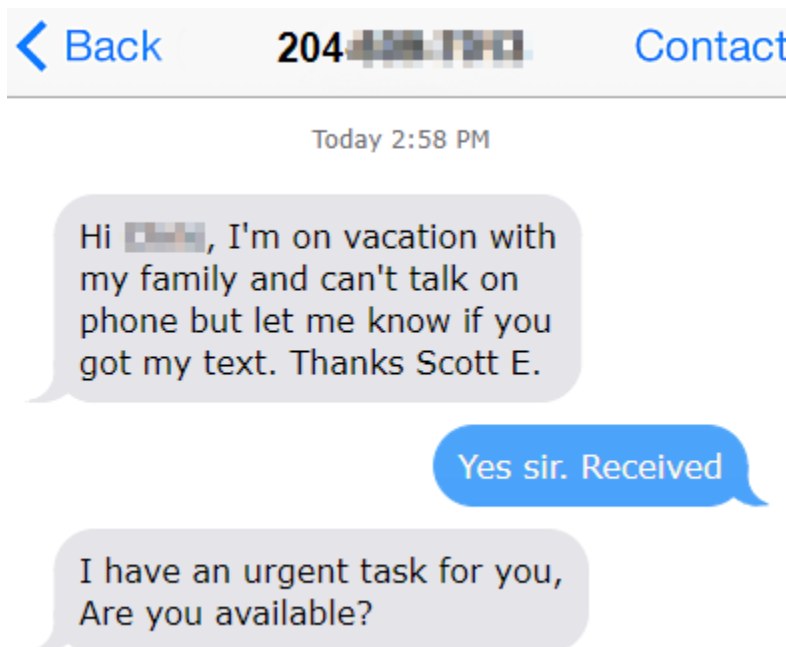 Back
204
Contact
Today 2:58 PM
Hi , I'm on vacation with
my family and can't talk on
phone but let me know if you
got my text. Thanks Scott E.
Yes sir. Received
I have an urgent task for you,
Are you available?